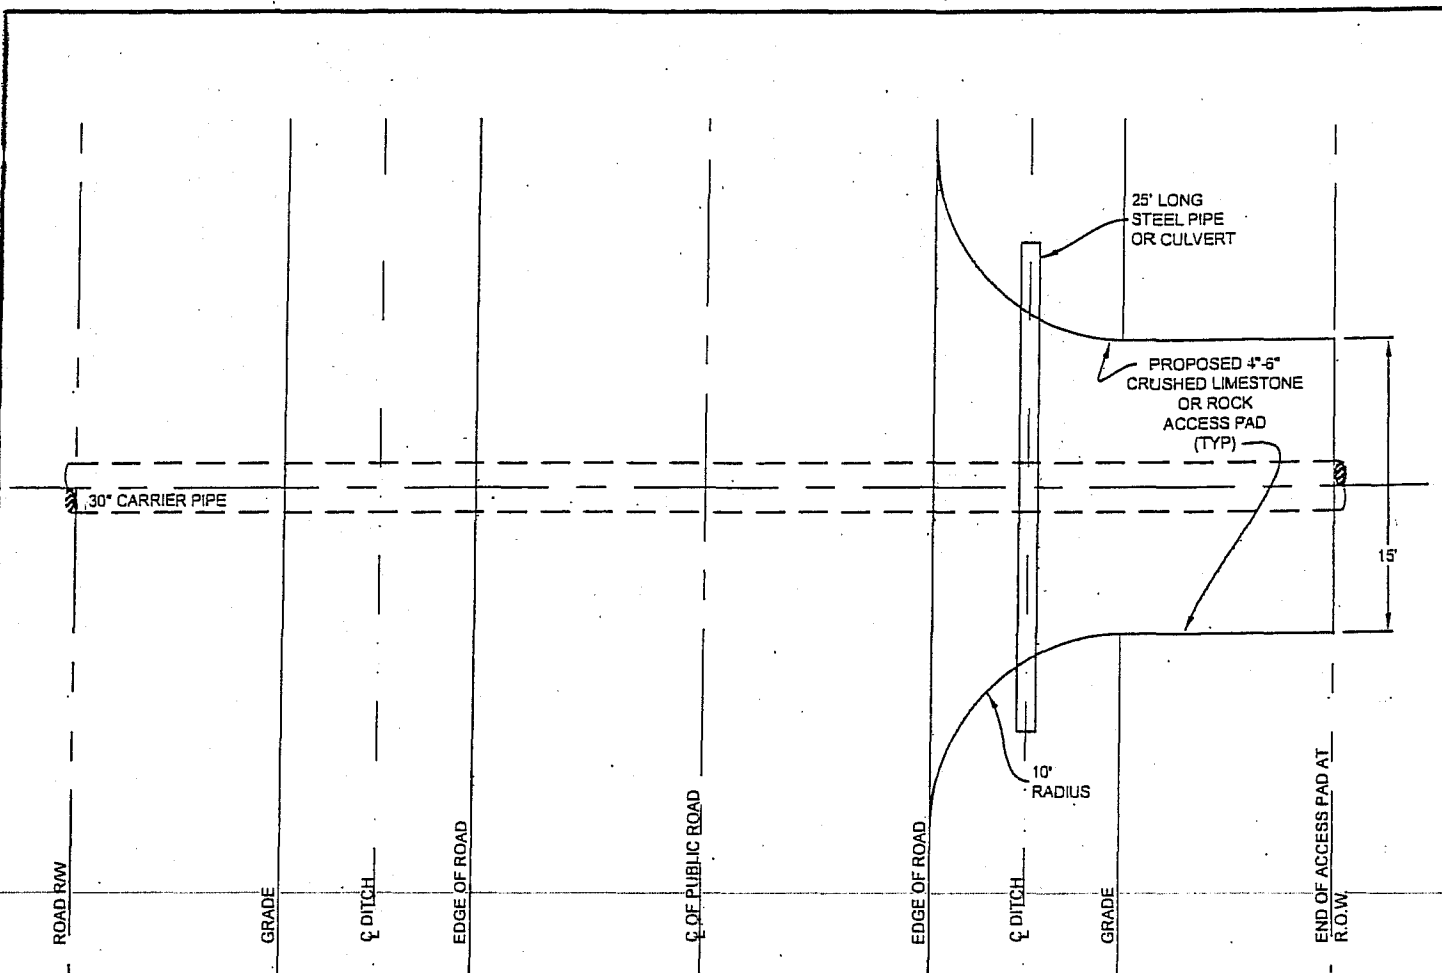 25' LONG
STEEL PIPE
OR CULVERT
PROPOSED 4"-6"
CRUSHED LIMESTONE
OR ROCK
ACCESS PAD
(TYP)
30" CARRIER PIPE
15'
10'
RADIUS
ROAD R/W
GRADE
℄ DITCH
EDGE OF ROAD
℄ OF PUBLIC ROAD
EDGE OF ROAD
℄ DITCH
GRADE
END OF ACCESS PAD AT
R.O.W.